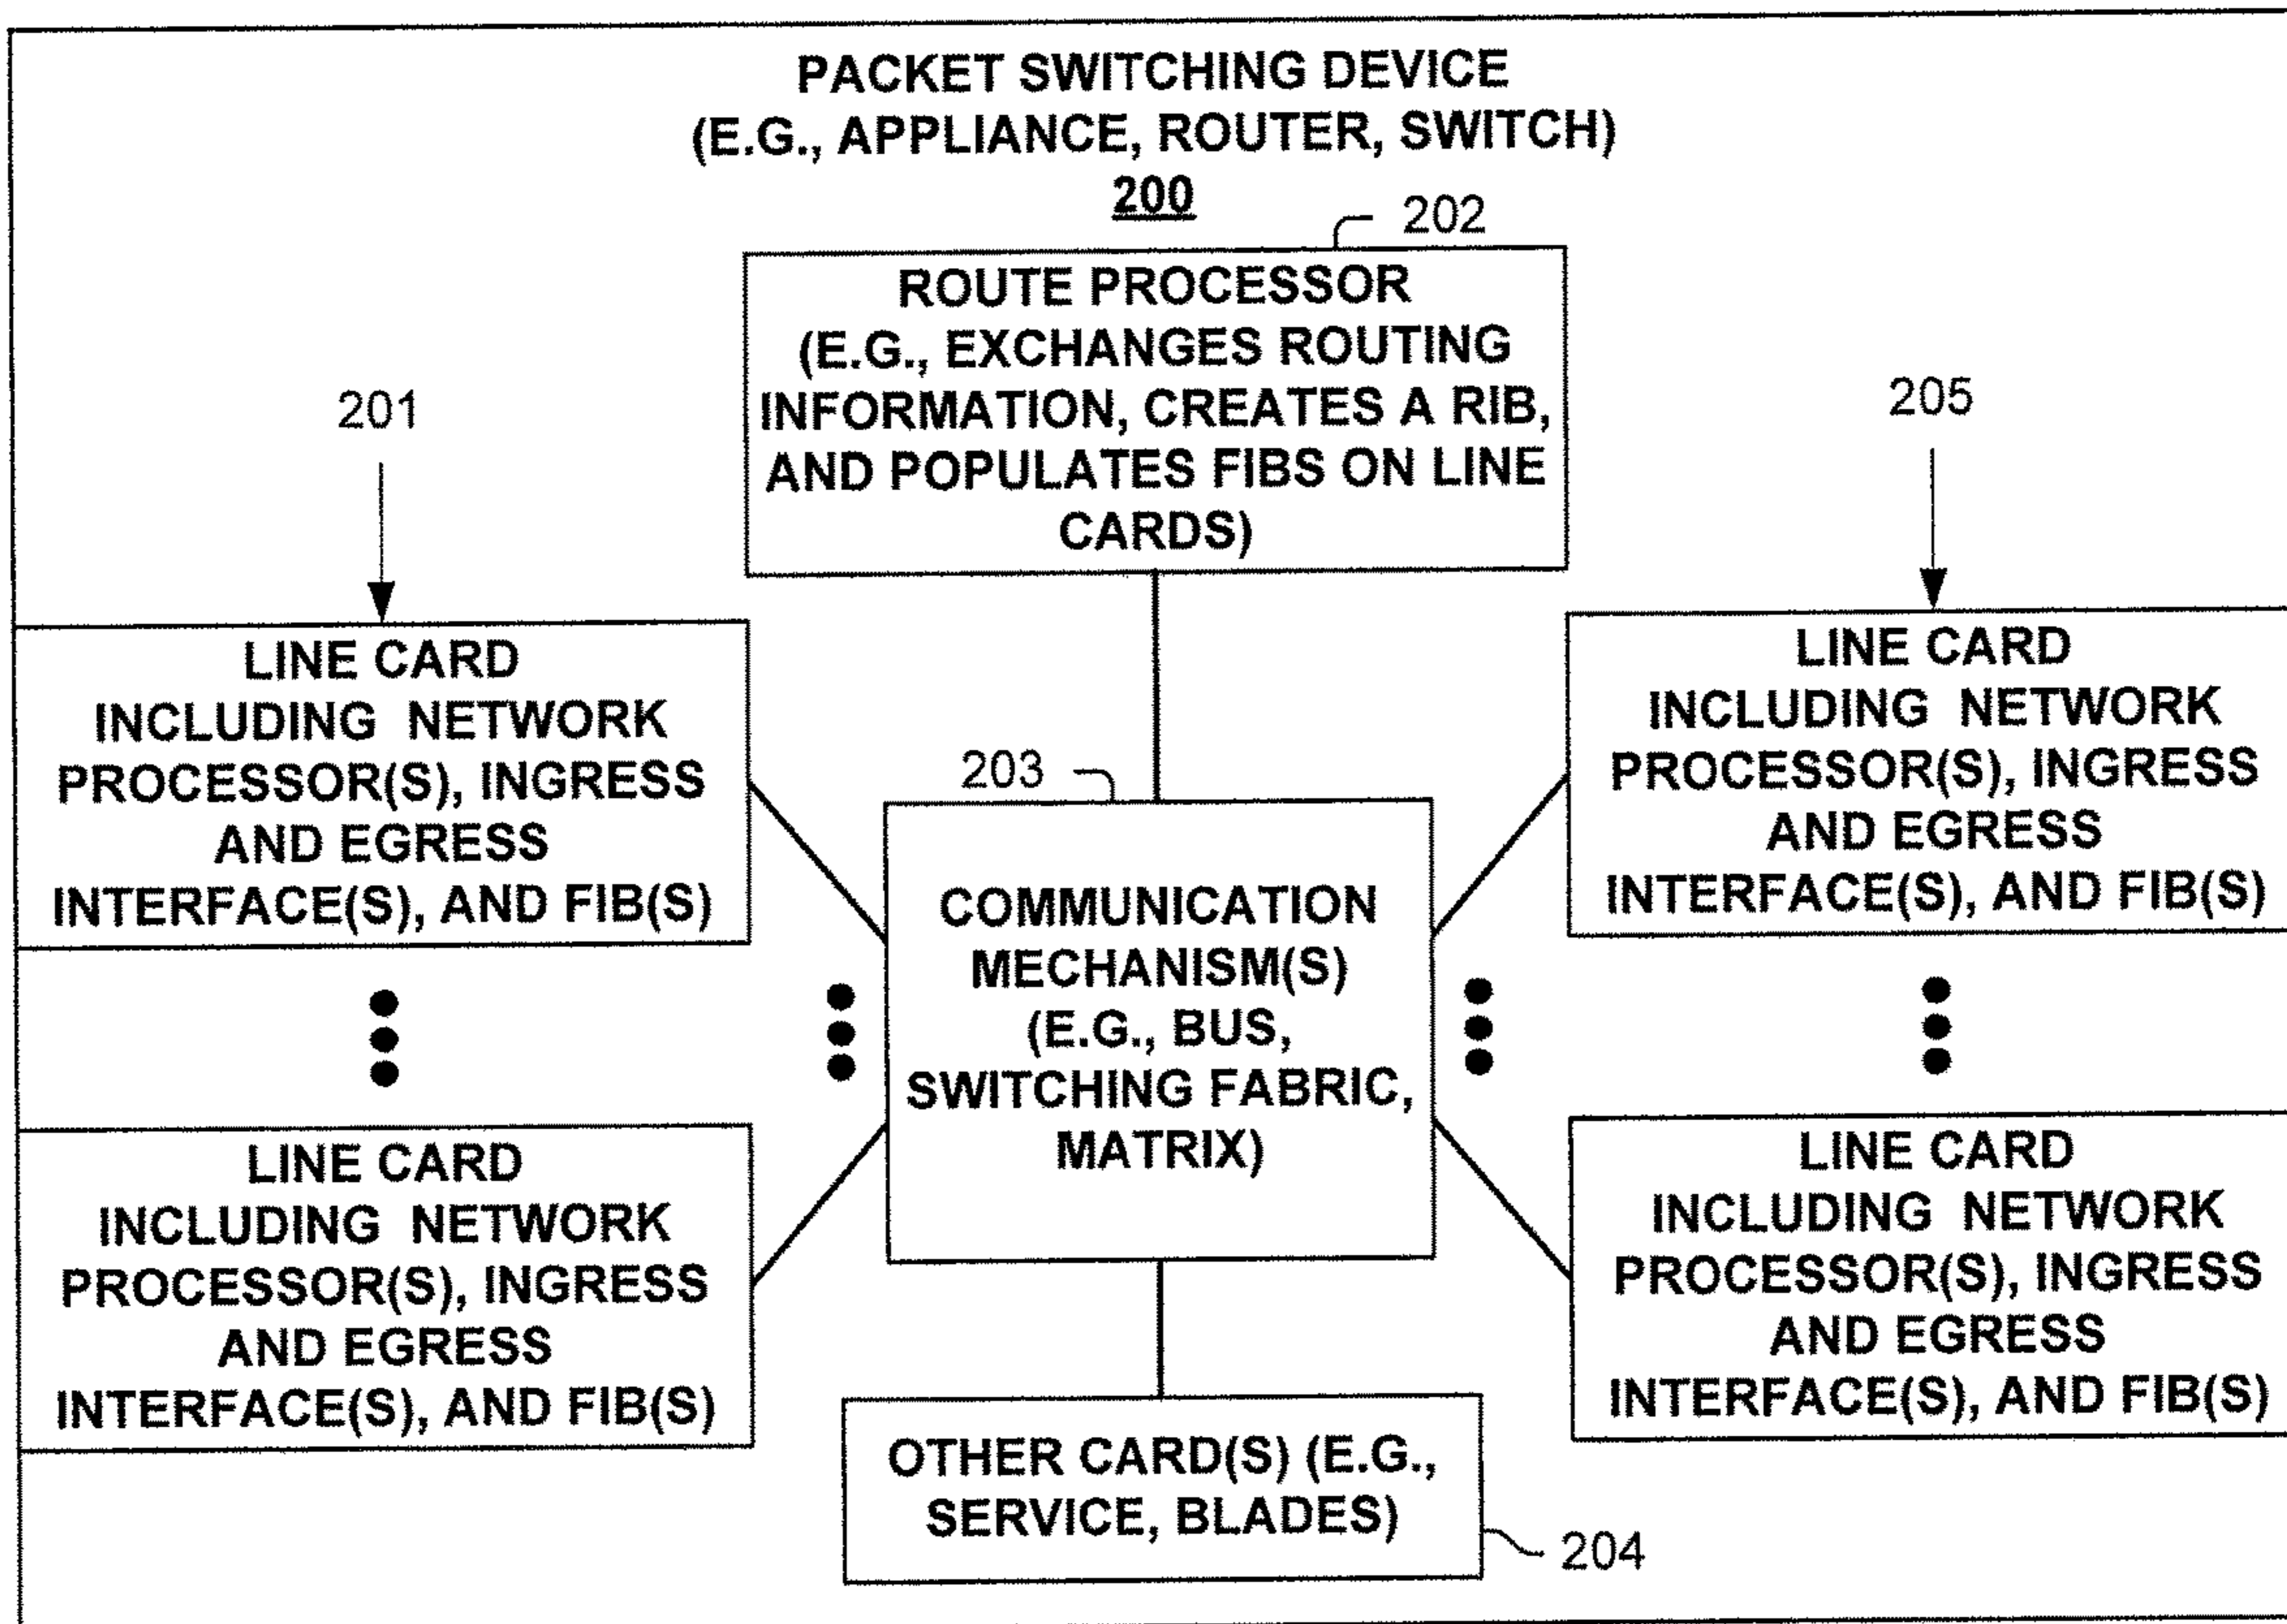 PACKET SWITCHING DEVICE
(E.G., APPLIANCE, ROUTER, SWITCH)
200
202
ROUTE PROCESSOR
(E.G., EXCHANGES ROUTING
INFORMATION, CREATES A RIB,
AND POPULATES FIBS ON LINE
CARDS)
201
205
LINE CARD
INCLUDING NETWORK
PROCESSOR(S), INGRESS
AND EGRESS
INTERFACE(S), AND FIB(S)
LINE CARD
INCLUDING NETWORK
PROCESSOR(S), INGRESS
AND EGRESS
INTERFACE(S), AND FIB(S)
203
COMMUNICATION
MECHANISM(S)
(E.G., BUS,
SWITCHING FABRIC,
MATRIX)
LINE CARD
INCLUDING NETWORK
PROCESSOR(S), INGRESS
AND EGRESS
INTERFACE(S), AND FIB(S)
LINE CARD
INCLUDING NETWORK
PROCESSOR(S), INGRESS
AND EGRESS
INTERFACE(S), AND FIB(S)
OTHER CARD(S) (E.G.,
SERVICE, BLADES)
204